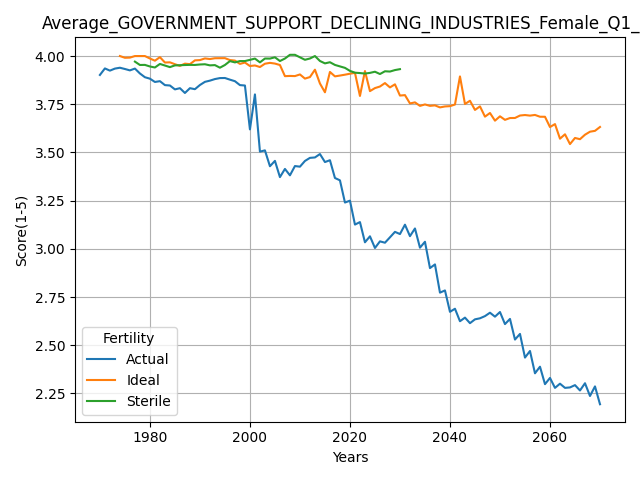 Average_GOVERNMENT_SUPPORT_DECLINING_INDUSTRIES_Female_Q1_
4.00
3.75
3.50
3.25
3.00
2.75
2.50
2.25
Score(1-5)
Fertility
Actual
Ideal
Sterile
1980 2000 2020 2040 2060
Years